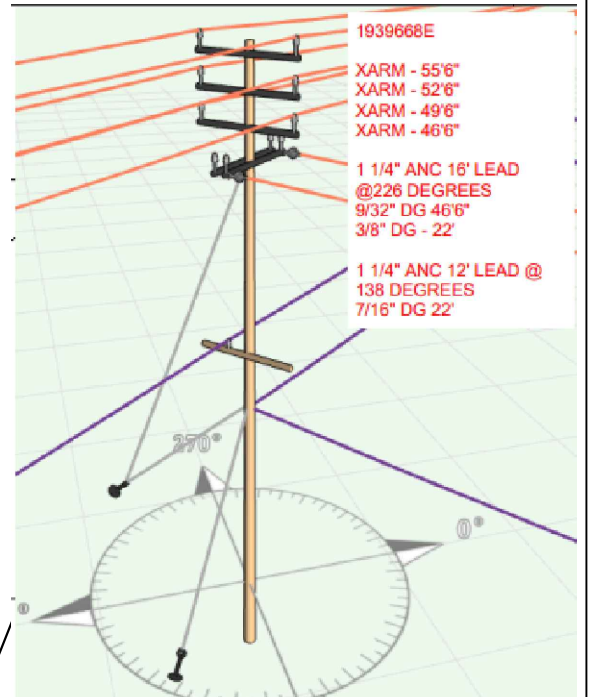 1939668E
XARM - 55'6"
XARM - 52'6"
XARM - 49'6"
XARM - 46'6"
1 1/4" ANC 16' LEAD
@226 DEGREES
9/32" DG 46'6"
3/8" DG - 22'
1 1/4" ANC 12' LEAD @
138 DEGREES
7/16" DG 22'
270°
0°